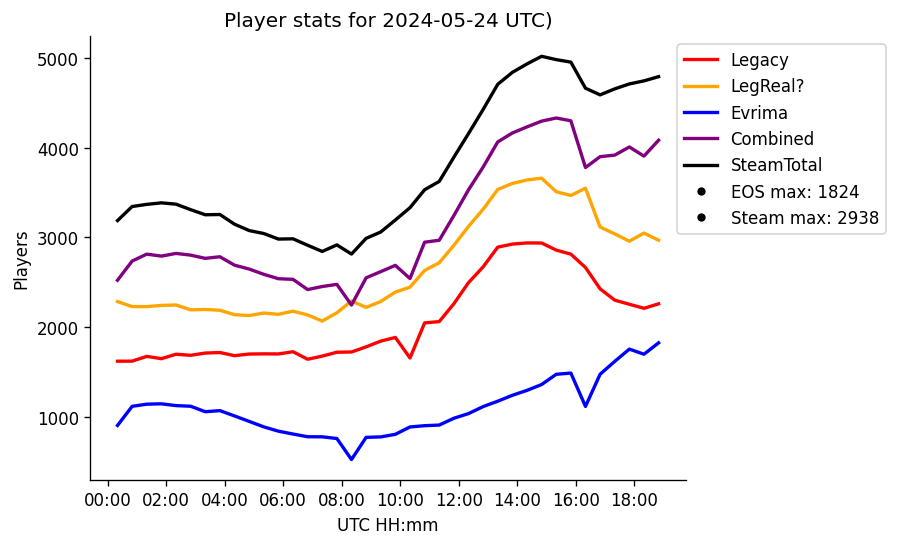 Player stats for 2024-05-24 UTC)
Players
5000
4000
3000
2000
1000
00:00 02:00 04:00 06:00 08:00 10:00 12:00 14:00 16:00 18:00
UTC HH:mm
Legacy
LegReal?
Evrima
Combined
SteamTotal
EOS max: 1824
Steam max: 2938